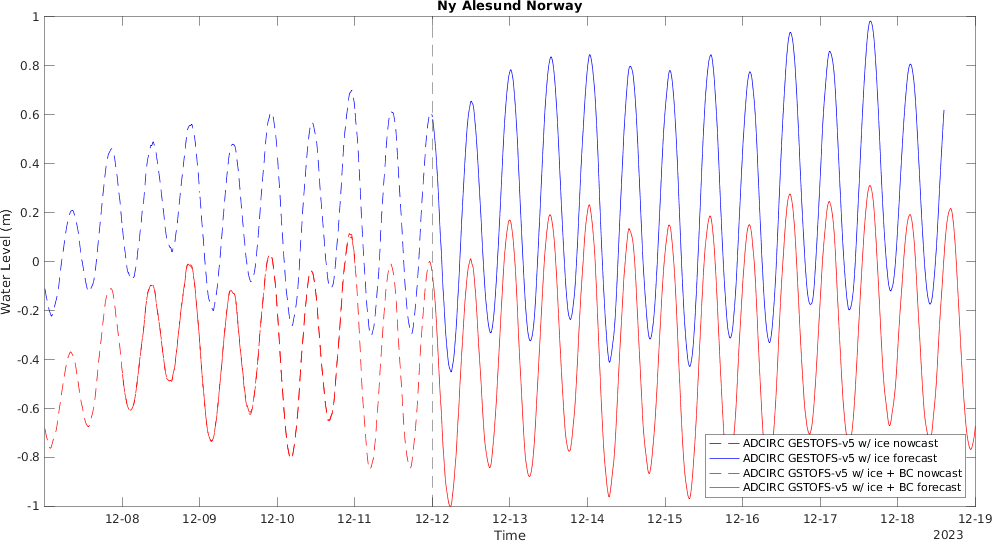 Ny Alesund Norway
Water Level (m)
1
0.8
0.6
0.4
0.2
0
-0.2
-0.4
-0.6
-0.8
-1
ADCIRC GESTOFS-v5 w/ ice nowcast
ADCIRC GESTOFS-v5 w/ ice forecast
ADCIRC GSTOFS-v5 w/ ice + BC nowcast
ADCIRC GSTOFS-v5 w/ ice + BC forecast
12-08 12-09 12-10 12-11 12-12 12-13 12-14 12-15 12-16 12-17 12-18 12-19
Time
2023